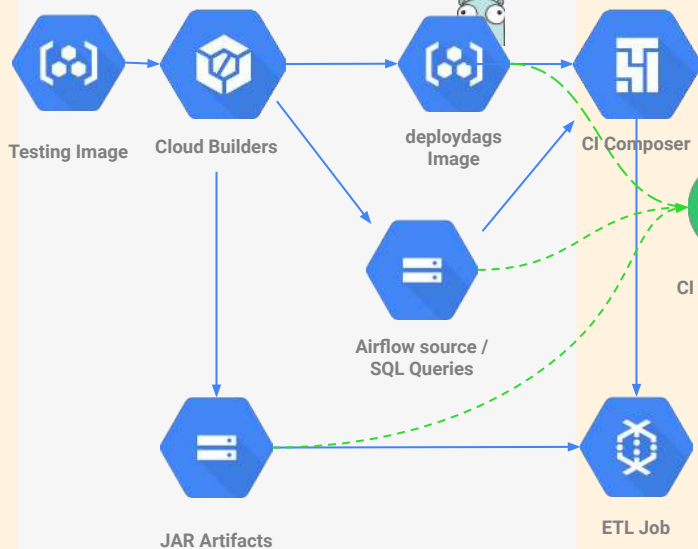 Testing Image
Cloud Builders
deploydags
Image
CI Composer
CI
Airflow source /
SQL Queries
JAR Artifacts
ETL Job